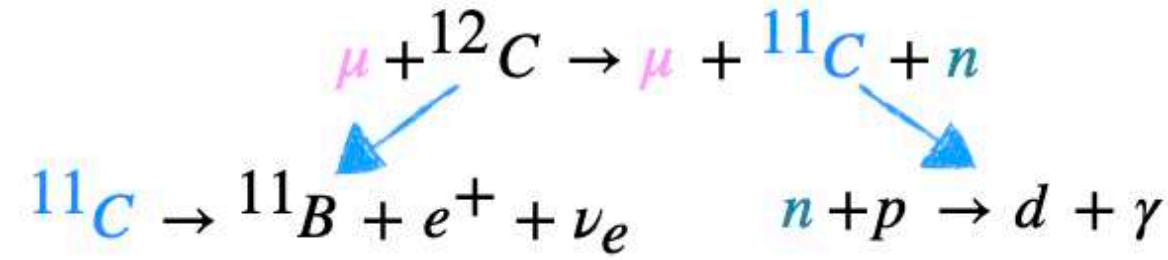 μ + ¹²C → μ + ¹¹C + n
¹¹C → ¹¹B + e⁺ + νₑ
n + p → d + γ